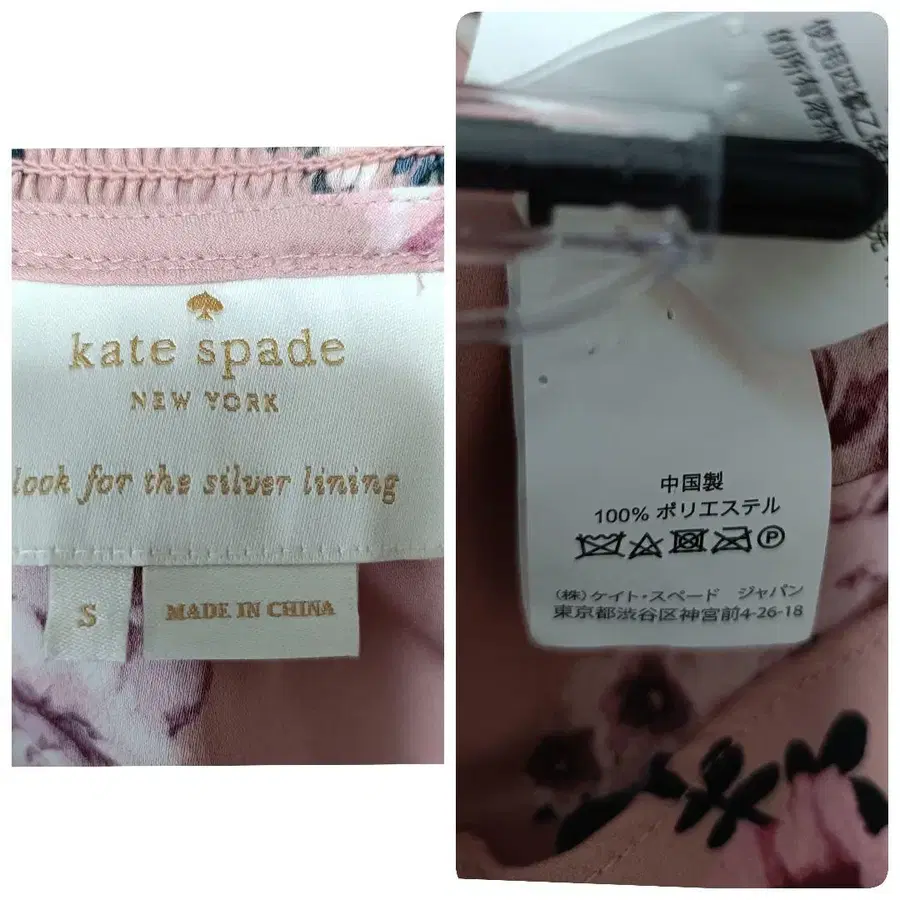 kate spade
NEW YORK
look for the silver lining
S
MADE IN CHINA
中国製
100% ポリエステル
P
(株)ケイト・スペード ジャパン
東京都渋谷区神宮前4-26-18